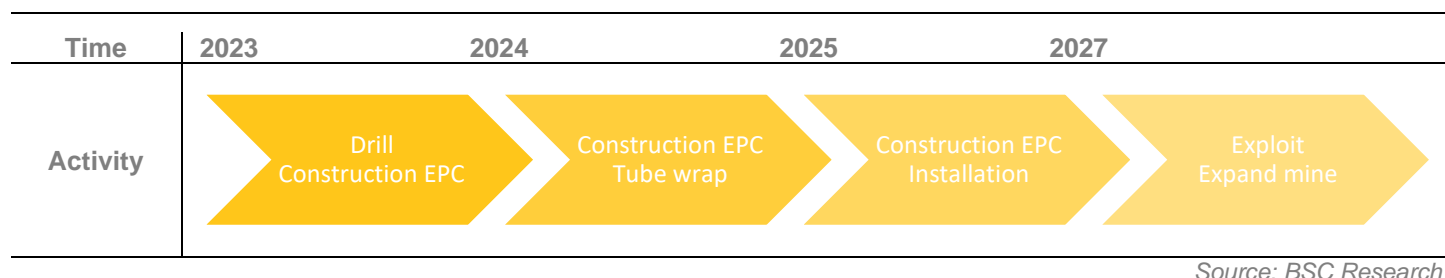 Time 2023 2024 2025 2027
Activity
Drill
Construction EPC
Construction EPC
Tube wrap
Construction EPC
Installation
Exploit
Expand mine
Source: BSC Research